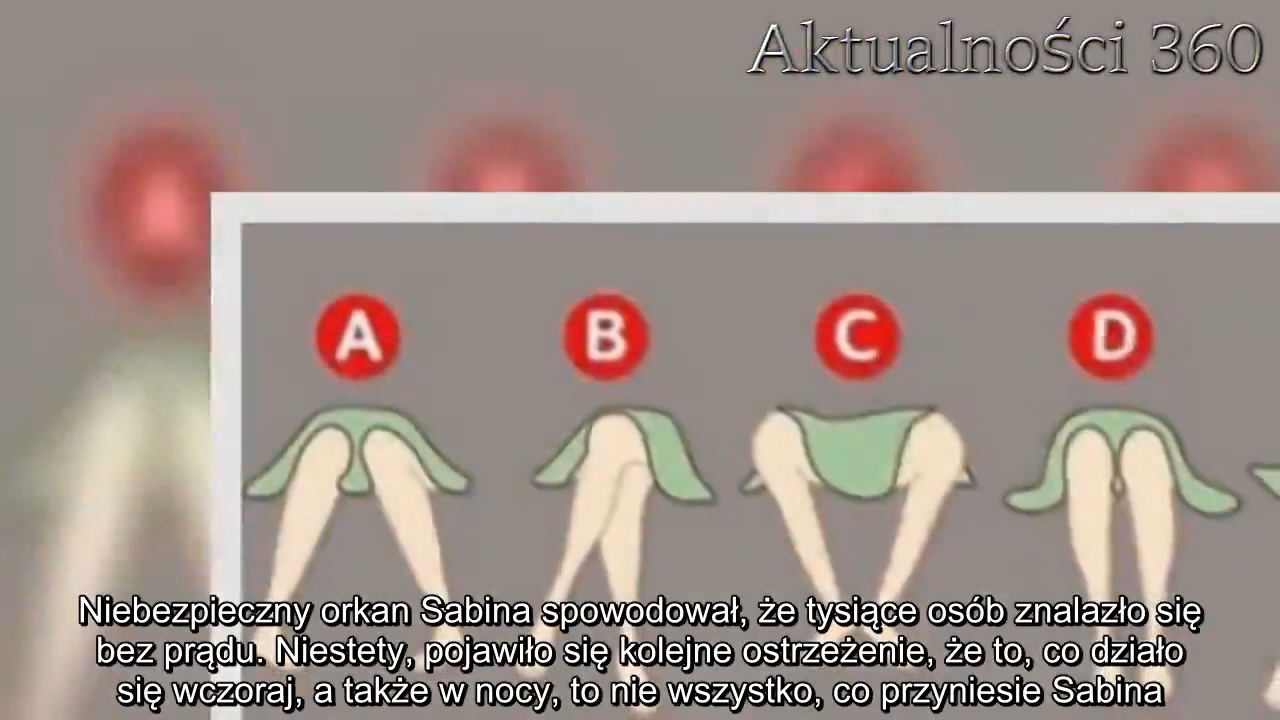 Aktualności 360
A B C D
Niebezpieczny orkan Sabina spowodował, że tysiące osób znalazło się
bez prądu. Niestety, pojawiło się kolejne ostrzeżenie, że to, co działo
się wczoraj, a także w nocy, to nie wszystko, co przyniesie Sabina